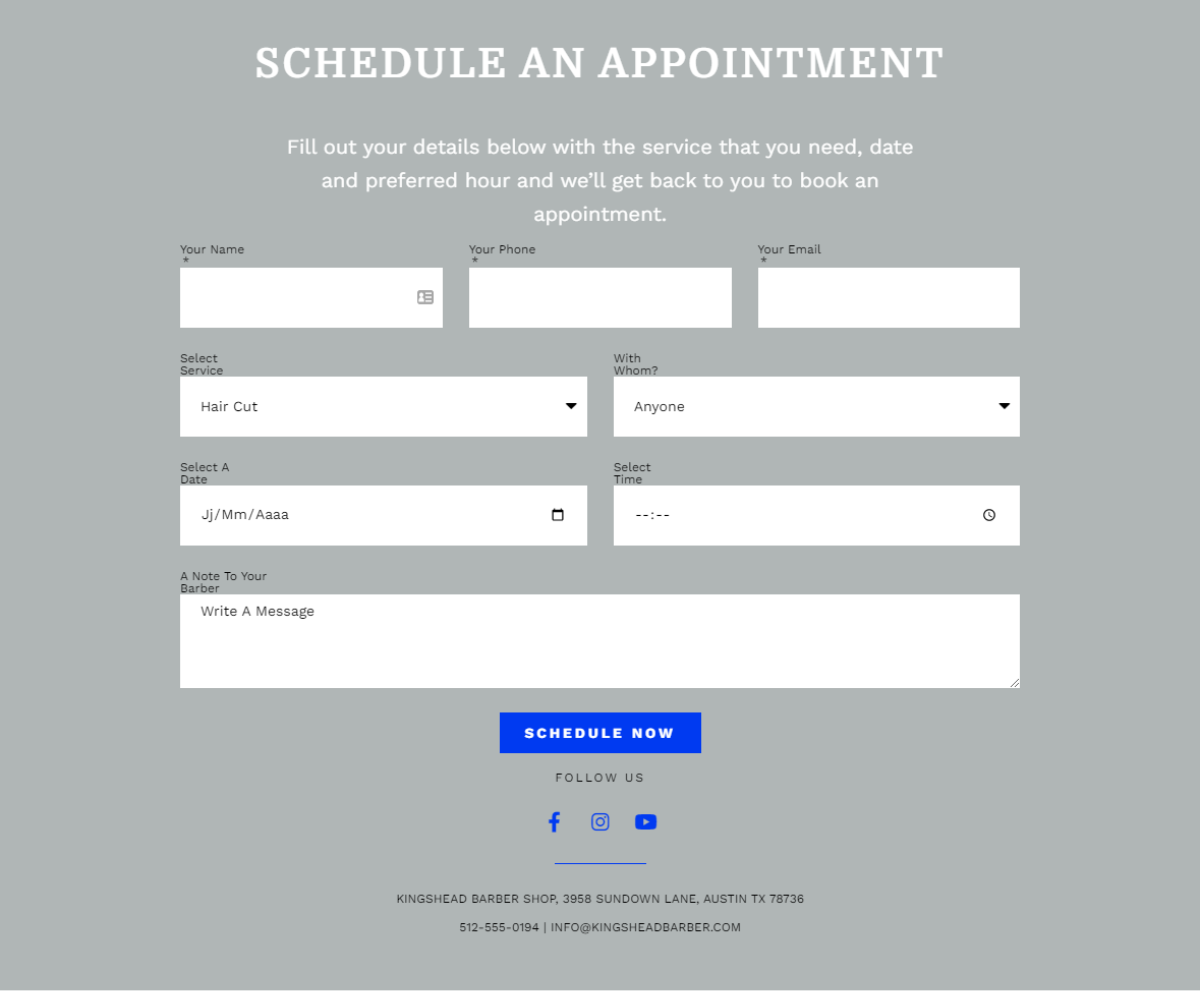 SCHEDULE AN APPOINTMENT
Fill out your details below with the service that you need, date
and preferred hour and we’ll get back to you to book an
appointment.
Your Name
*
Your Phone
*
Your Email
*
Select
Service
With
Whom?
Hair Cut
Anyone
Select A
Date
Select
Time
Jj/Mm/Aaaa
--:--
A Note To Your
Barber
Write A Message
SCHEDULE NOW
FOLLOW US
KINGSHEAD BARBER SHOP, 3958 SUNDOWN LANE, AUSTIN TX 78736
512-555-0194 | INFO@KINGSHEADBARBER.COM